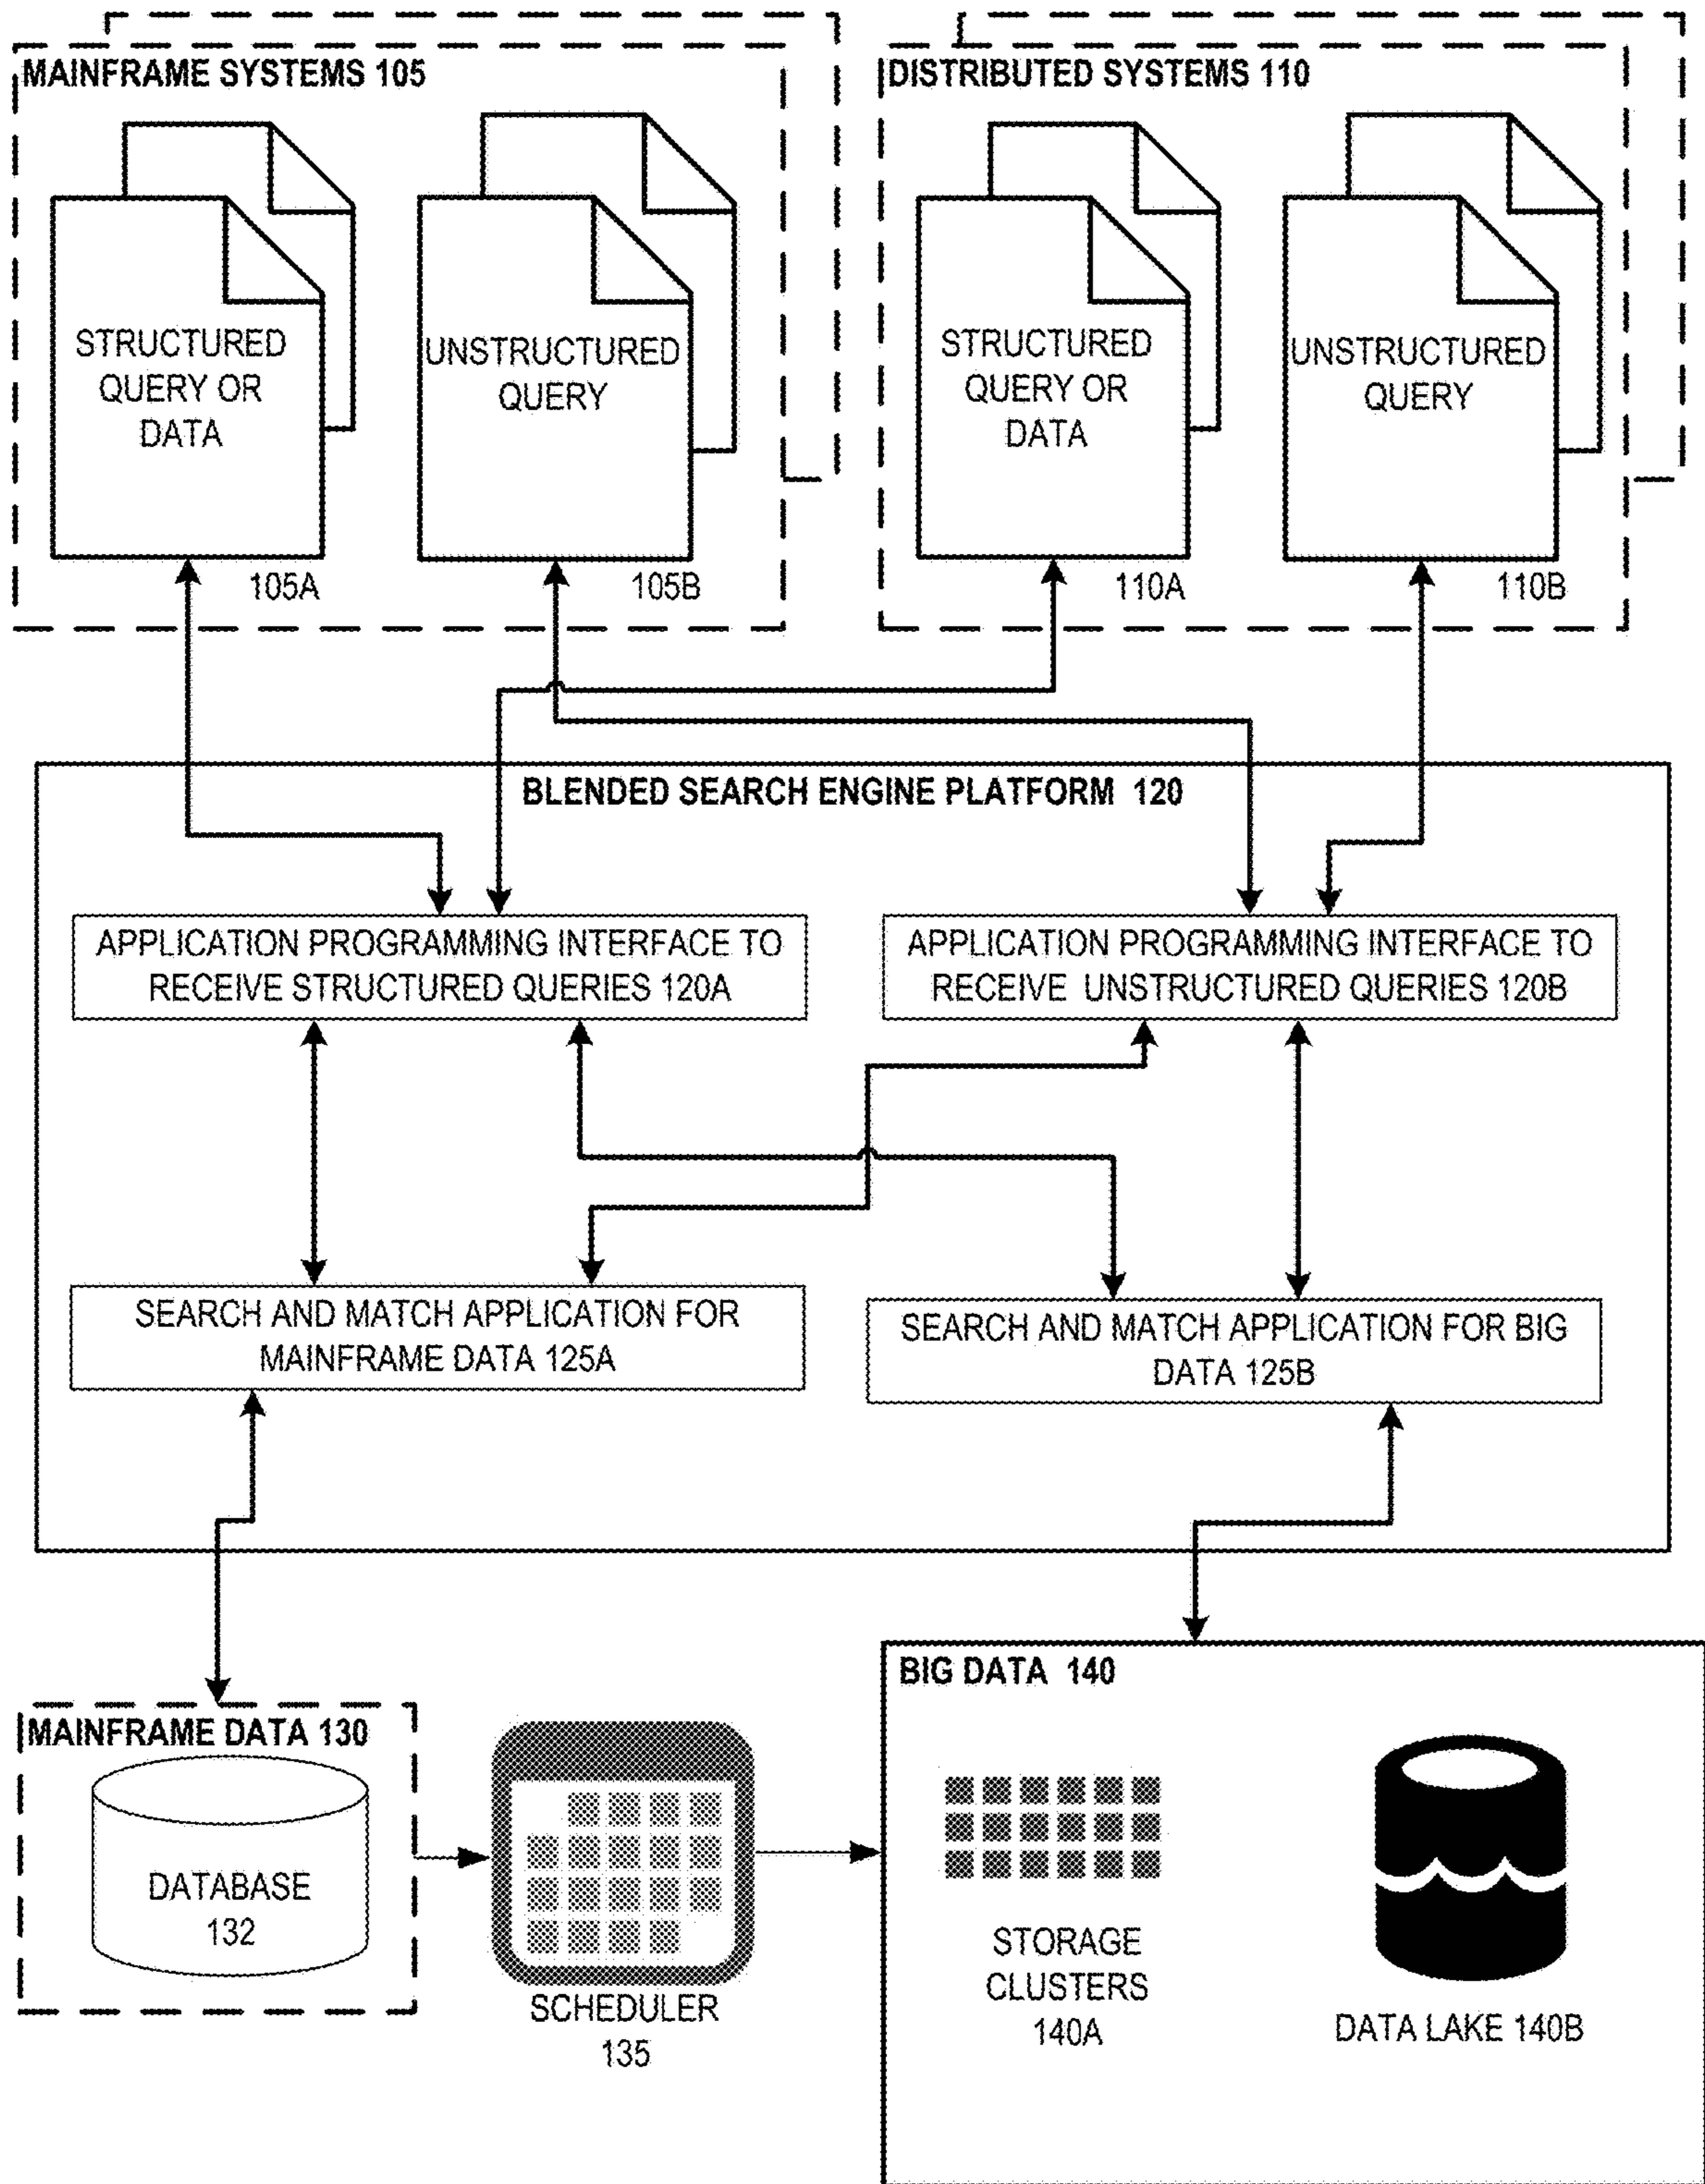 MAINFRAME SYSTEMS 105
STRUCTURED
QUERY OR
DATA
105A
UNSTRUCTURED
QUERY
105B
DISTRIBUTED SYSTEMS 110
STRUCTURED
QUERY OR
DATA
110A
UNSTRUCTURED
QUERY
110B
BLENDED SEARCH ENGINE PLATFORM 120
APPLICATION PROGRAMMING INTERFACE TO
RECEIVE STRUCTURED QUERIES 120A
APPLICATION PROGRAMMING INTERFACE TO
RECEIVE UNSTRUCTURED QUERIES 120B
SEARCH AND MATCH APPLICATION FOR
MAINFRAME DATA 125A
SEARCH AND MATCH APPLICATION FOR BIG
DATA 125B
MAINFRAME DATA 130
DATABASE
132
SCHEDULER
135
BIG DATA 140
STORAGE
CLUSTERS
140A
DATA LAKE 140B